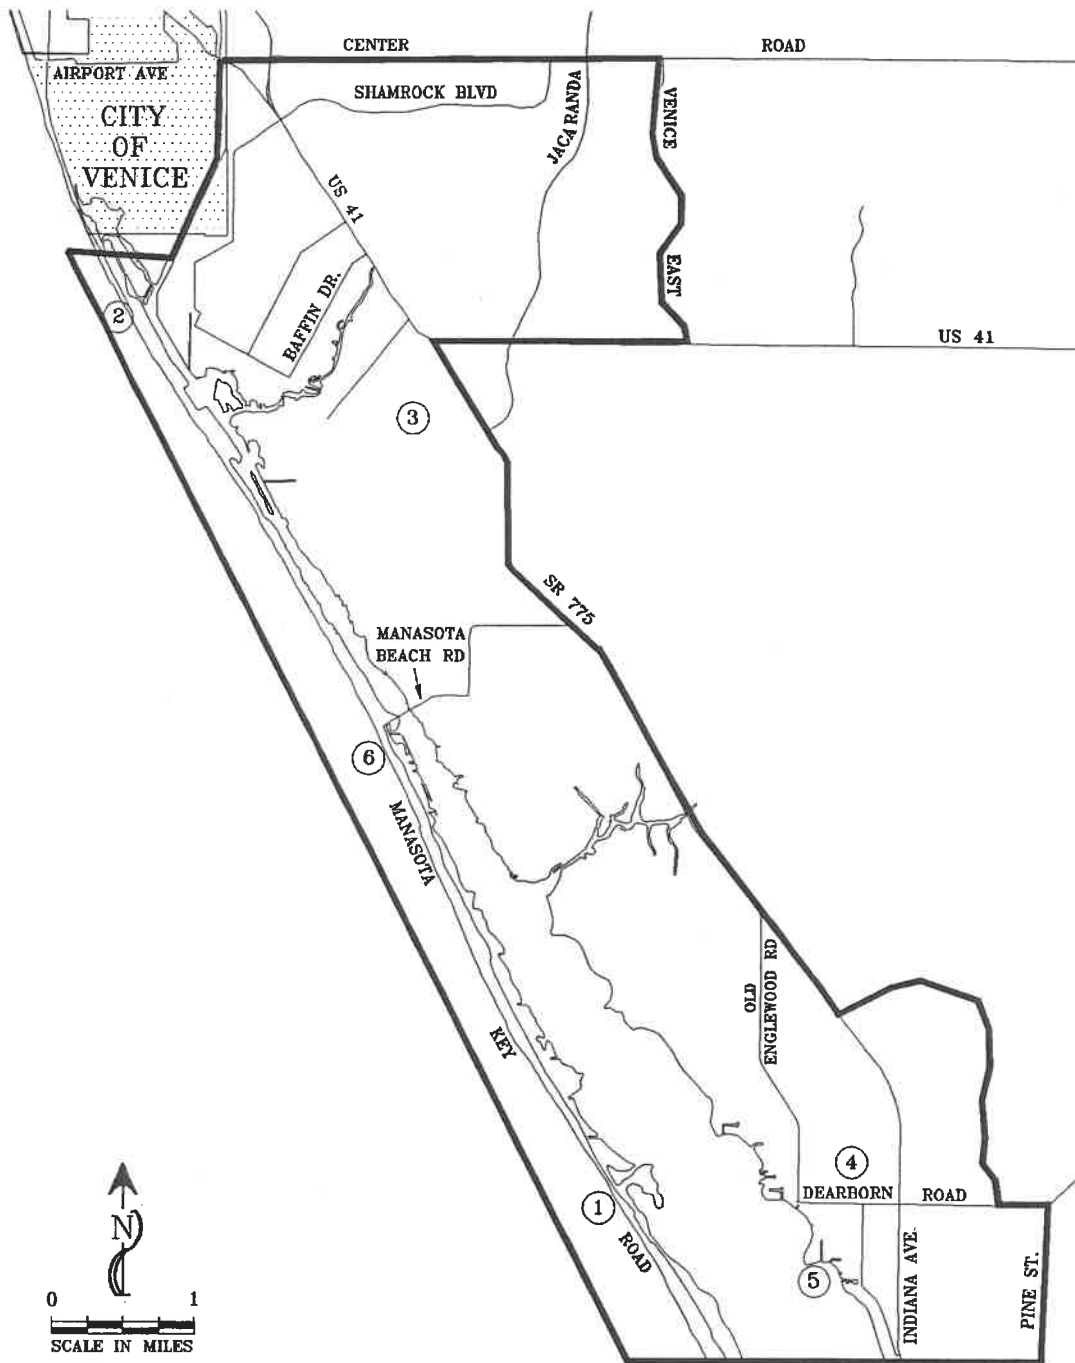 CENTER ROAD
AIRPORT AVE
SHAMROCK BLVD
JACARANDA
VENICE
EAST
CITY
OF
VENICE
US 41
BAFFIN DR.
2
US 41
3
SR 775
MANASOTA
BEACH RD
6
MANASOTA
KEY
ROAD
OLD
ENGLEWOOD RD
4
DEARBORN ROAD
1
5
INDIANA AVE.
PINE ST.
N
0 1
SCALE IN MILES